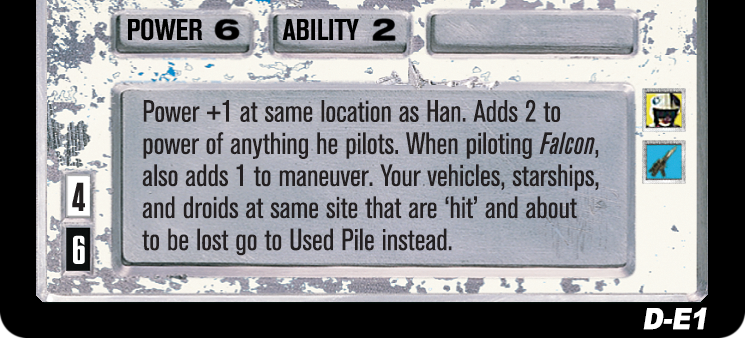 POWER 6 ABILITY 2
Power +1 at same location as Han. Adds 2 to
power of anything he pilots. When piloting Falcon,
also adds 1 to maneuver. Your vehicles, starships,
and droids at same site that are ‘hit’ and about
to be lost go to Used Pile instead.
4
6
D-E1